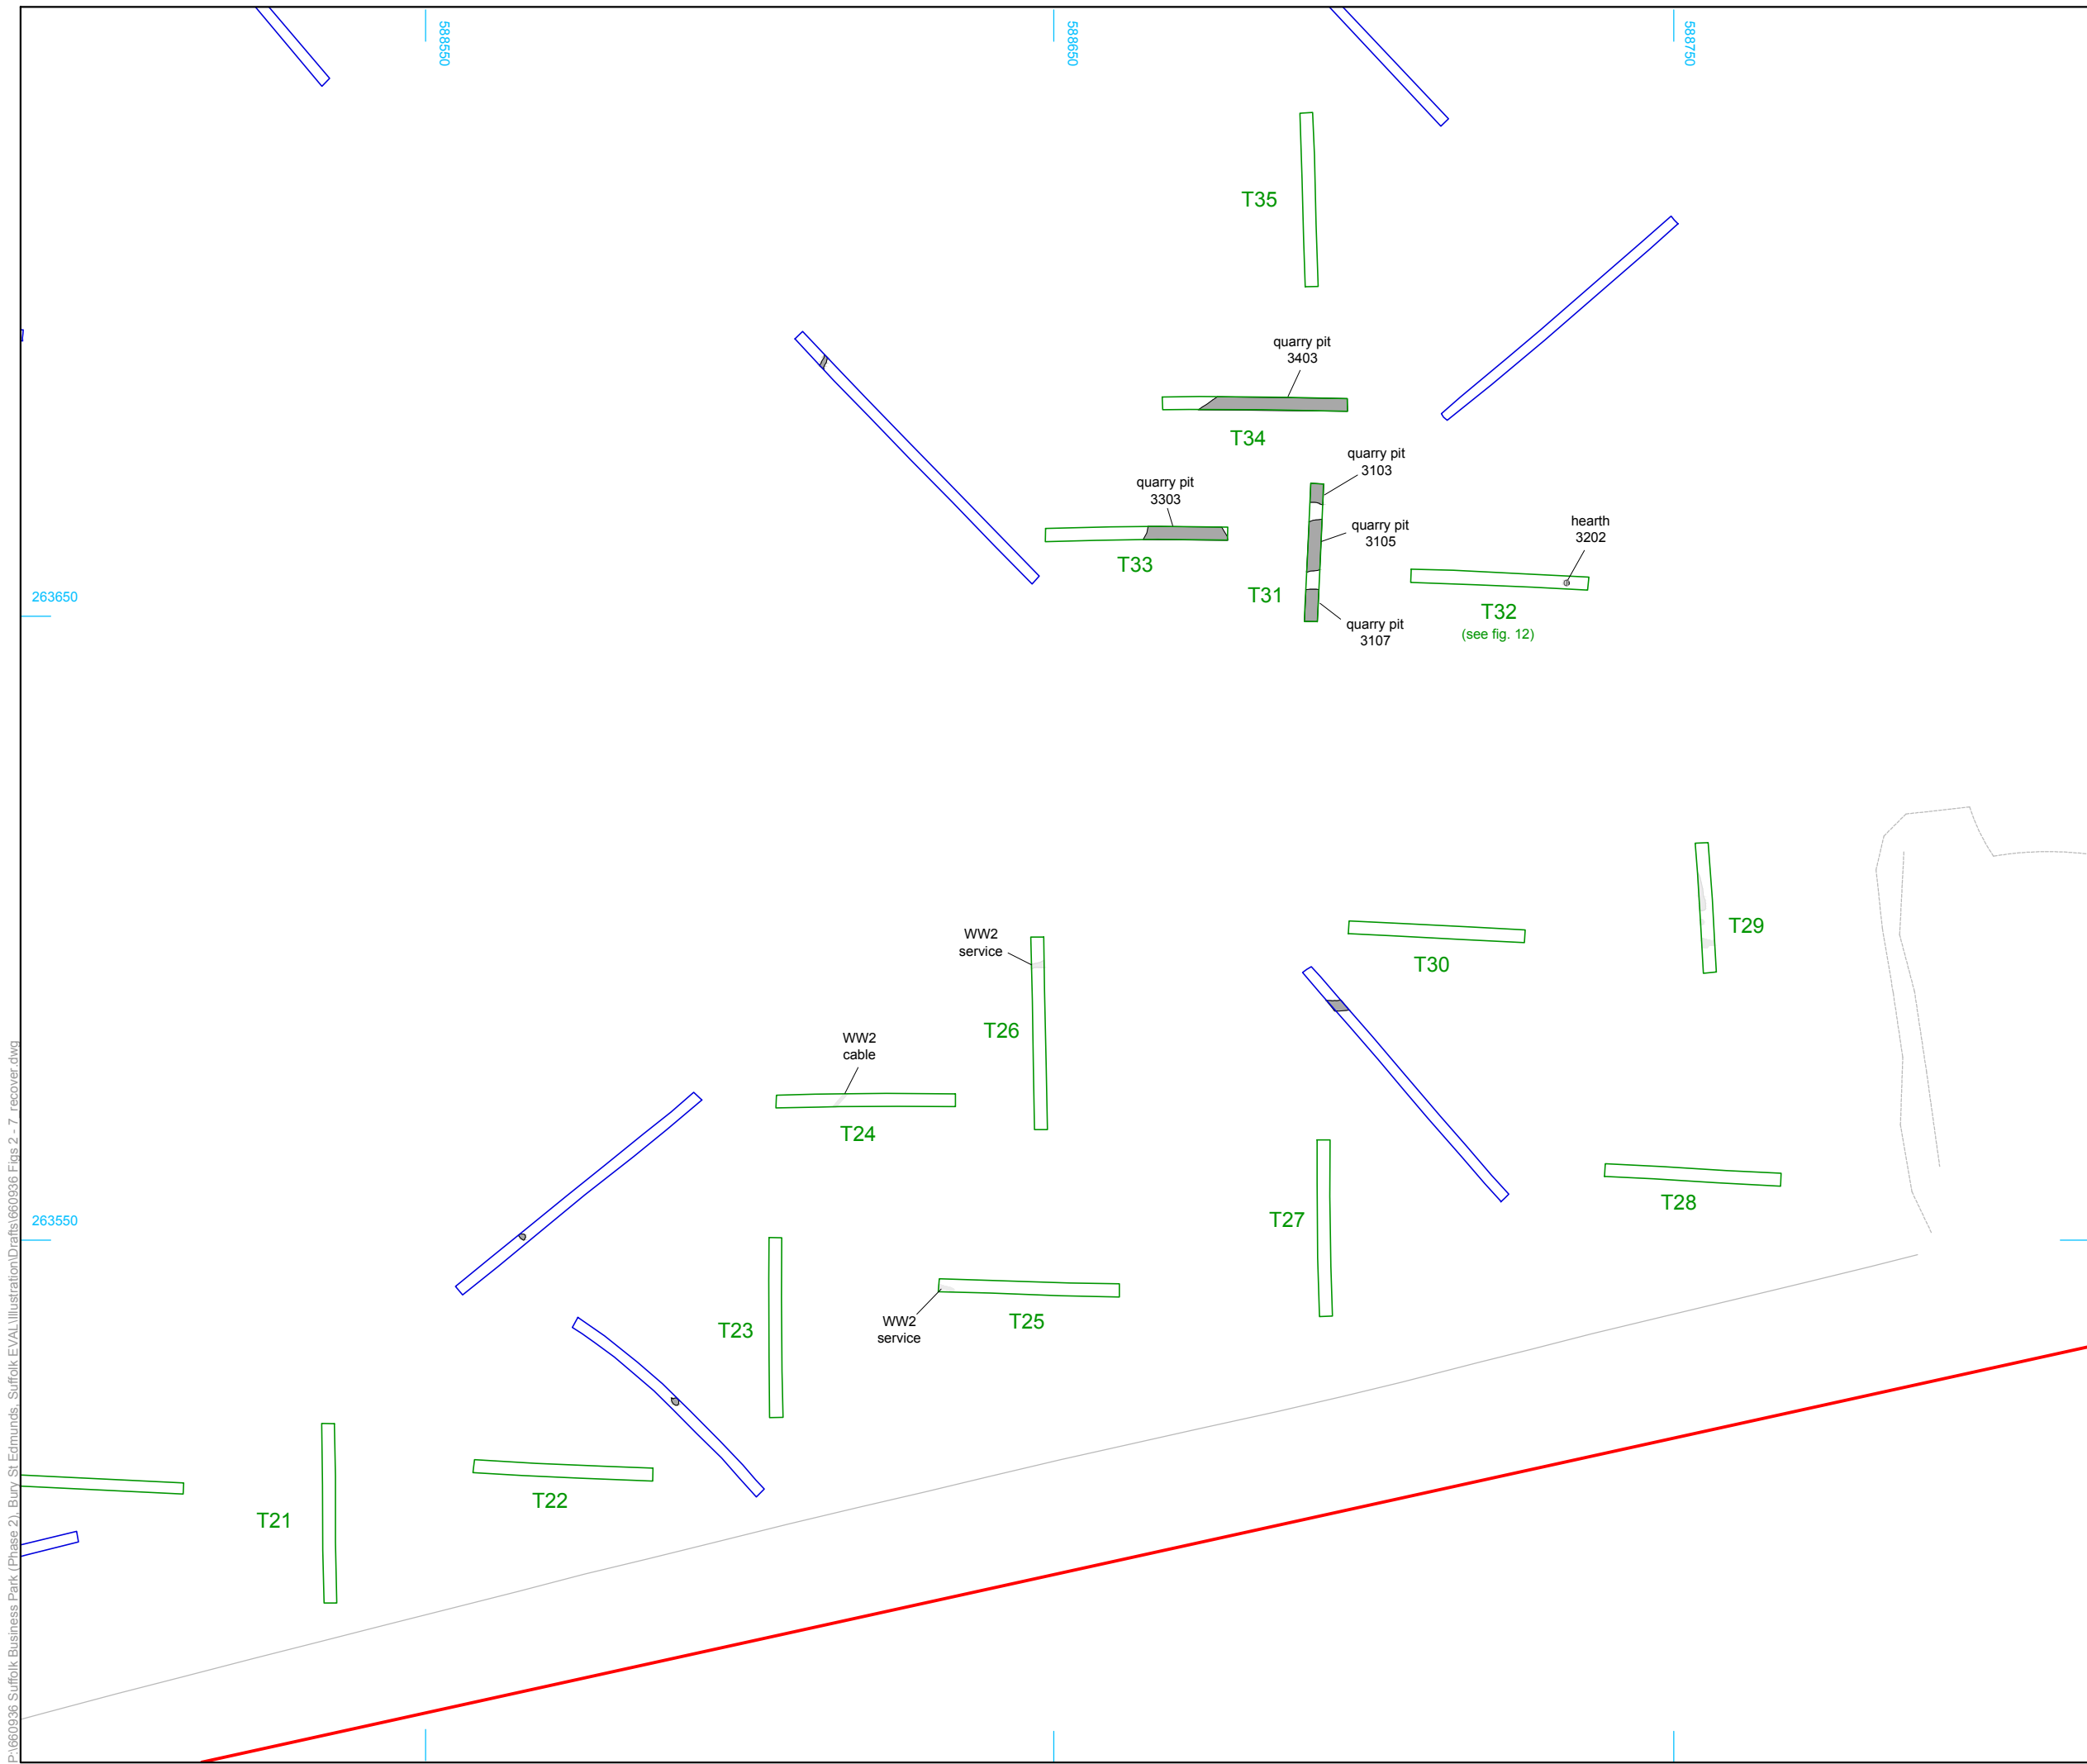 588550
588650
588750
T35
quarry pit
3403
T34
quarry pit
3103
quarry pit
3303
quarry pit
3105
hearth
3202
T33
T31
263650
T32
(see fig. 12)
quarry pit
3107
WW2
service
T29
T30
T26
WW2
cable
T24
T28
263550
T27
WW2
service
T25
T23
T22
T21
P:\660936 Suffolk Business Park (Phase 2), Bury St Edmunds, Suffolk EVAL\Illustration\Drafts\660936 Figs 2 - 7_recover.dwg